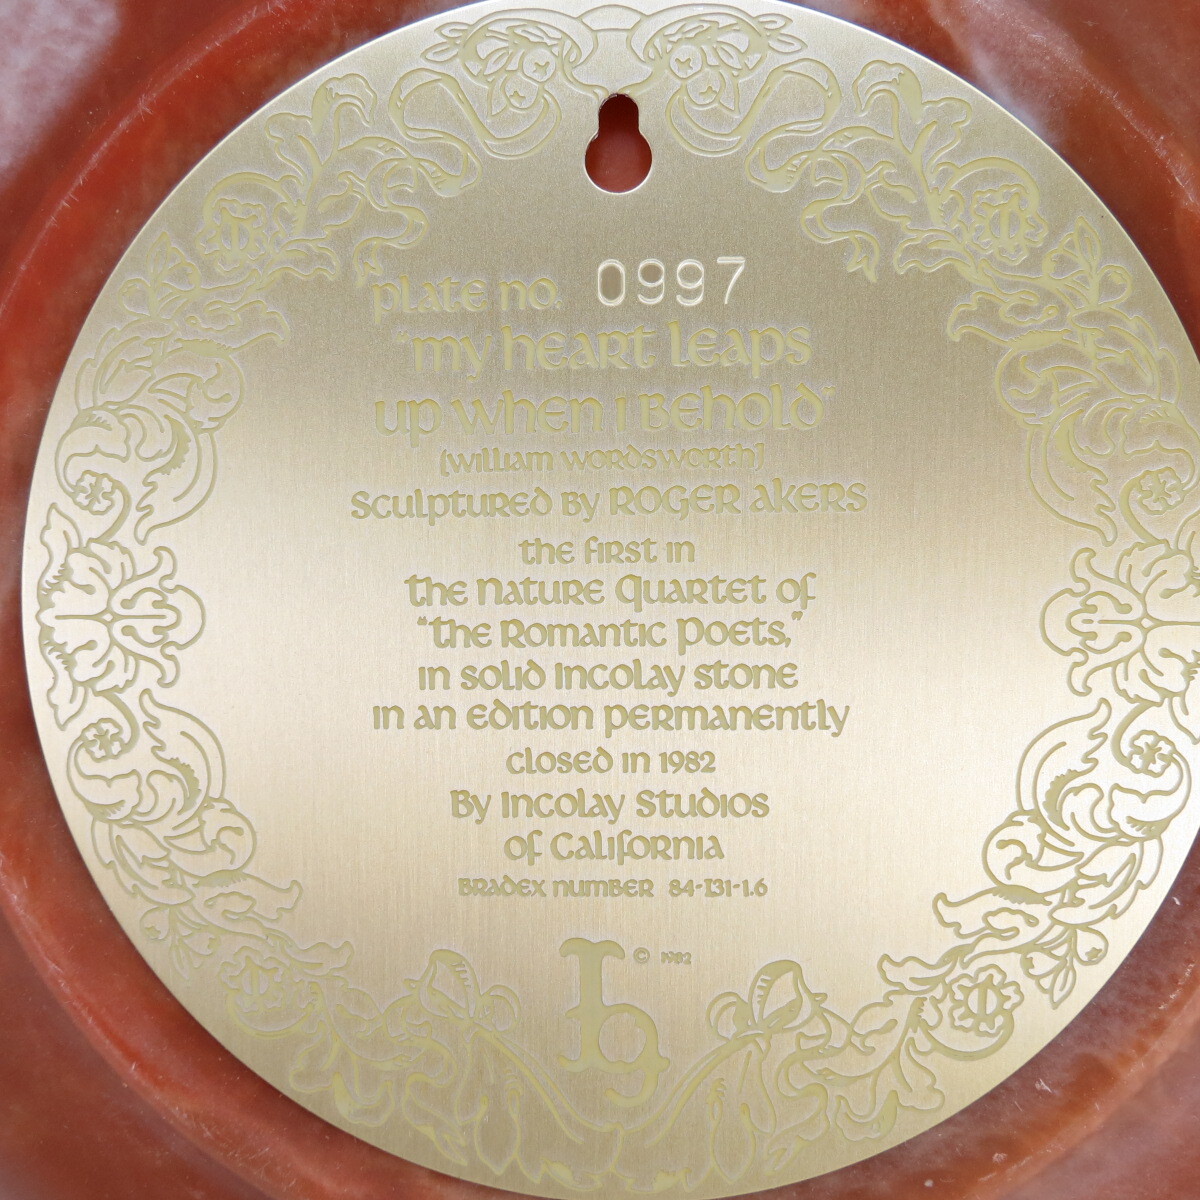 plate no. 0997
"my heart leaps
up when I behold"
(William Wordsworth)
Sculptured by Roger Akers
the first in
the Nature Quartet of
"the Romantic Poets,"
in solid Incolay stone
in an edition permanently
closed in 1982
By Incolay Studios
of California
Bradex number 84-I31-1.6
© 1982